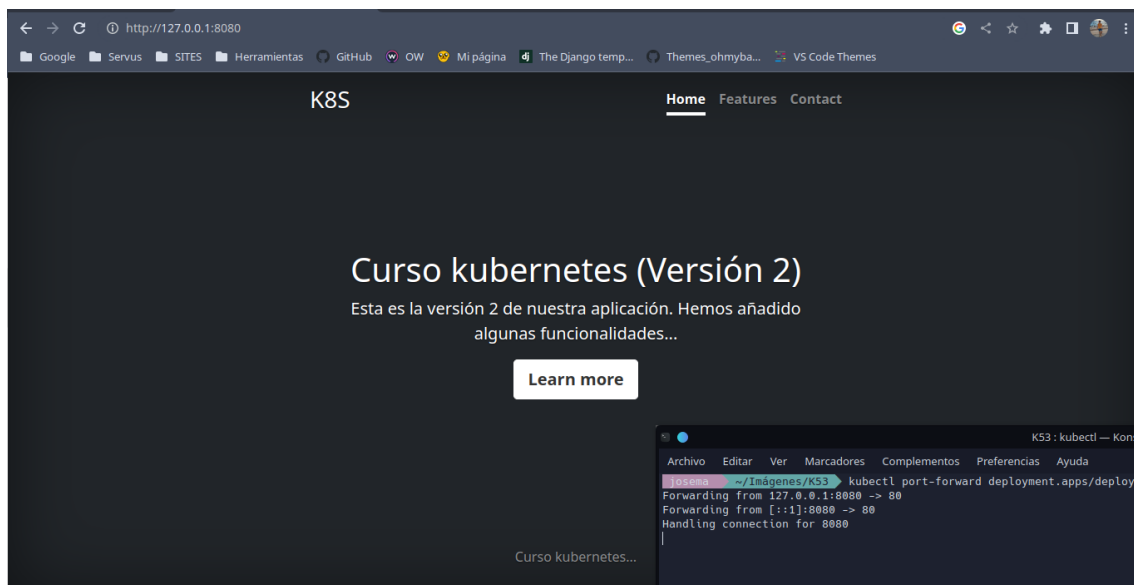 http://127.0.0.1:8080
Google Servus SITES Herramientas GitHub OW Mi página The Django temp... Themes_ohmyba... VS Code Themes
K8S
Home Features Contact
Curso kubernetes (Versión 2)
Esta es la versión 2 de nuestra aplicación. Hemos añadido
algunas funcionalidades...
Learn more
K53 : kubectl — Kons
Archivo Editar Ver Marcadores Complementos Preferencias Ayuda
josema ~/Imágenes/K53 kubectl port-forward deployment.apps/deploy
Forwarding from 127.0.0.1:8080 -> 80
Forwarding from [::1]:8080 -> 80
Handling connection for 8080
Curso kubernetes...